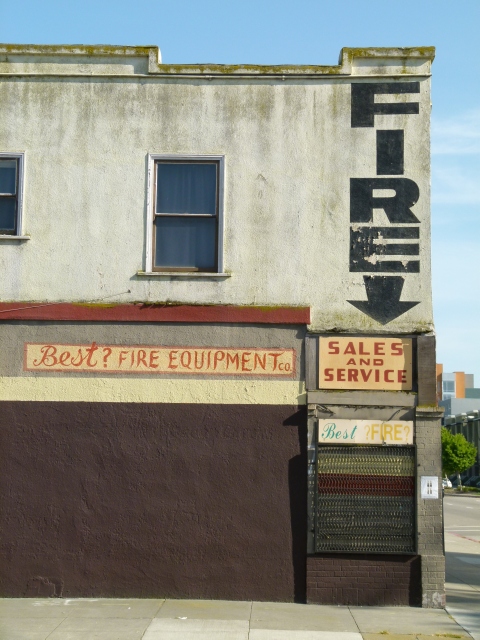 FIRE
Best? FIRE EQUIPMENT Co.
SALES
AND
SERVICE
Best ?FIRE?